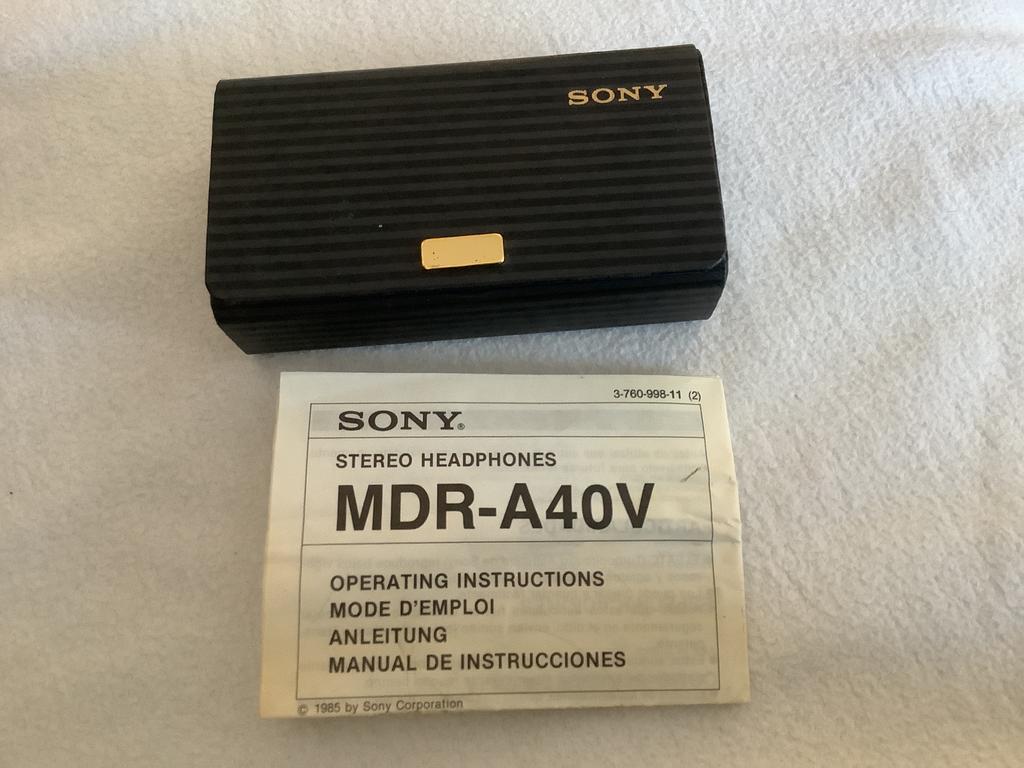 SONY
3-760-998-11 (2)
SONY®
STEREO HEADPHONES
MDR-A40V
OPERATING INSTRUCTIONS
MODE D'EMPLOI
ANLEITUNG
MANUAL DE INSTRUCCIONES
© 1985 by Sony Corporation